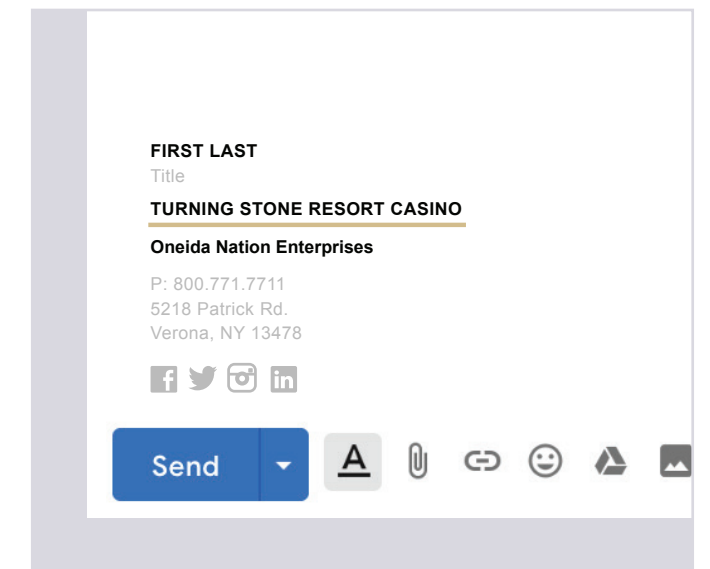 FIRST LAST
Title
TURNING STONE RESORT CASINO
Oneida Nation Enterprises
P: 800.771.7711
5218 Patrick Rd.
Verona, NY 13478
f in
Send A